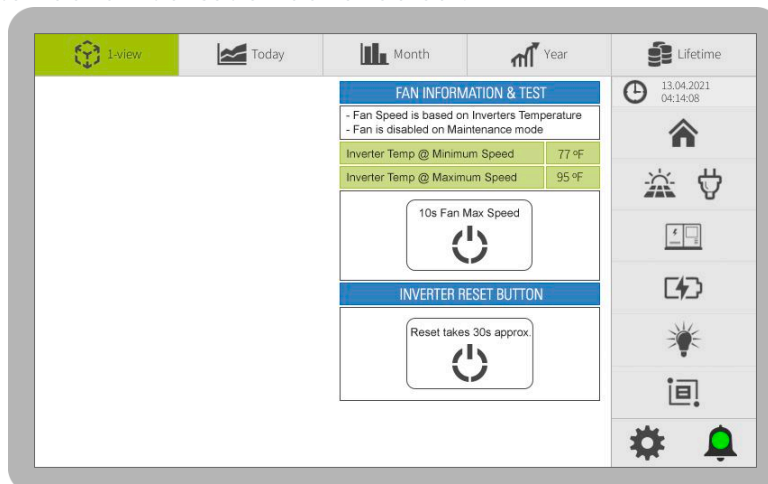 1-view
Today
Month
Year
Lifetime
13.04.2021
04:14:08
FAN INFORMATION & TEST
- Fan Speed is based on Inverters Temperature
- Fan is disabled on Maintenance mode
Inverter Temp @ Minimum Speed 77 ºF
Inverter Temp @ Maximum Speed 95 ºF
10s Fan Max Speed
INVERTER RESET BUTTON
Reset takes 30s approx.